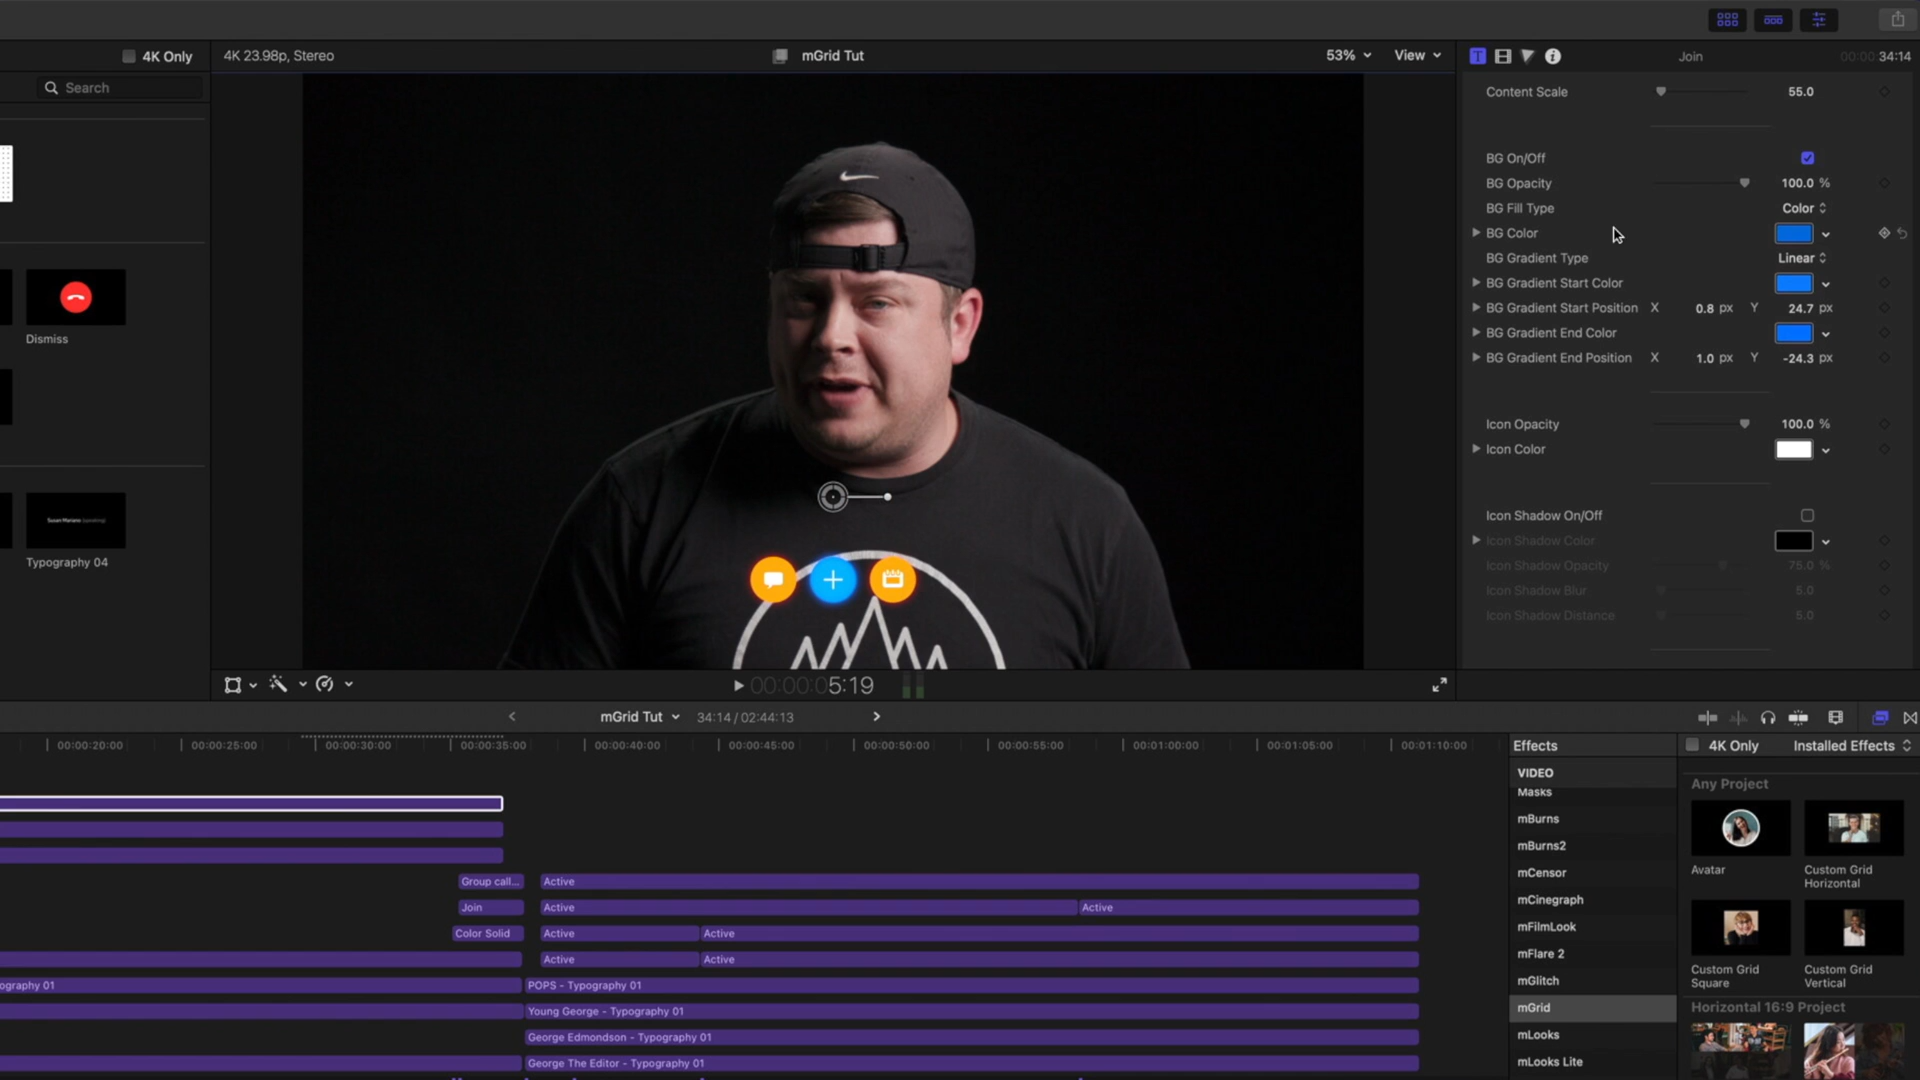 4K Only
4K 23.98p, Stereo
mGrid Tut
53%
View
Join
00:00:34:14
Search
Content Scale
55.0
BG On/Off
BG Opacity
100.0 %
BG Fill Type
Color
BG Color
BG Gradient Type
Linear
BG Gradient Start Color
BG Gradient Start Position X 0.8 px Y 24.7 px
BG Gradient End Color
BG Gradient End Position X 1.0 px Y -24.3 px
Icon Opacity
100.0 %
Icon Color
Icon Shadow On/Off
Icon Shadow Color
Icon Shadow Opacity
75.0 %
Icon Shadow Blur
5.0
Icon Shadow Distance
5.0
Dismiss
Typography 04
00:00:05:19
mGrid Tut
34:14 / 02:44:13
00:00:20:00
00:00:25:00
00:00:30:00
00:00:35:00
00:00:40:00
00:00:45:00
00:00:50:00
00:00:55:00
00:01:00:00
00:01:05:00
00:01:10:00
Group call...
Active
Join
Active
Active
Color Solid
Active
Active
Active
Active
ography 01
POPS - Typography 01
Young George - Typography 01
George Edmondson - Typography 01
George The Editor - Typography 01
Effects
4K Only
Installed Effects
VIDEO
Masks
mBurns
mBurns2
mCensor
mCinegraph
mFilmLook
mFlare 2
mGlitch
mGrid
mLooks
mLooks Lite
Any Project
Avatar
Custom Grid
Horizontal
Custom Grid
Square
Custom Grid
Vertical
Horizontal 16:9 Project